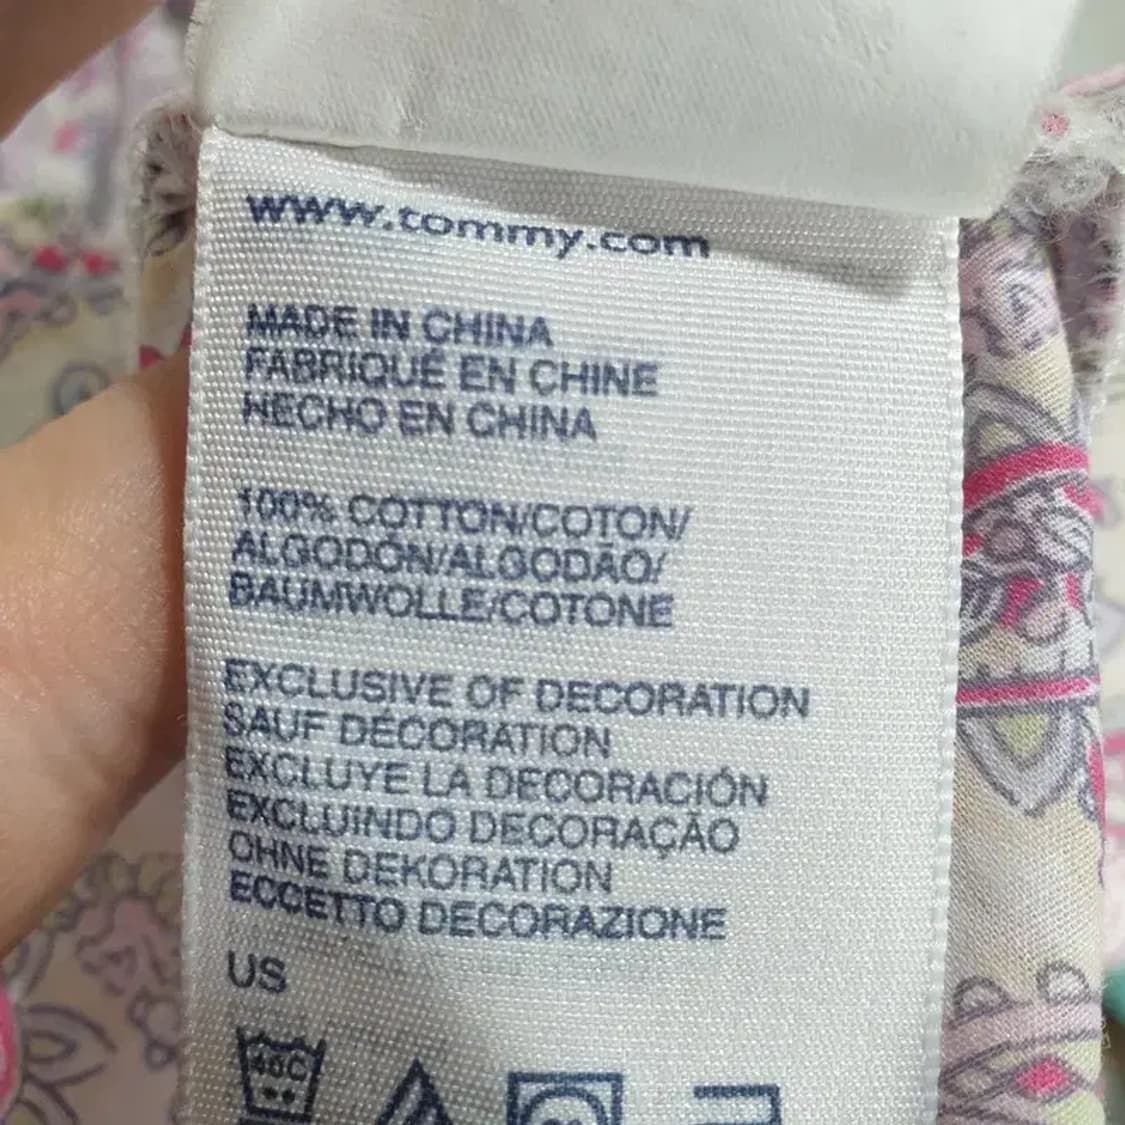 www.tommy.com
MADE IN CHINA
FABRIQUÉ EN CHINE
HECHO EN CHINA
100% COTTON/COTON/
ALGODÓN/ALGODÃO/
BAUMWOLLE/COTONE
EXCLUSIVE OF DECORATION
SAUF DÉCORATION
EXCLUYE LA DECORACIÓN
EXCLUINDO DECORAÇÃO
OHNE DEKORATION
ECCETTO DECORAZIONE
US
40C